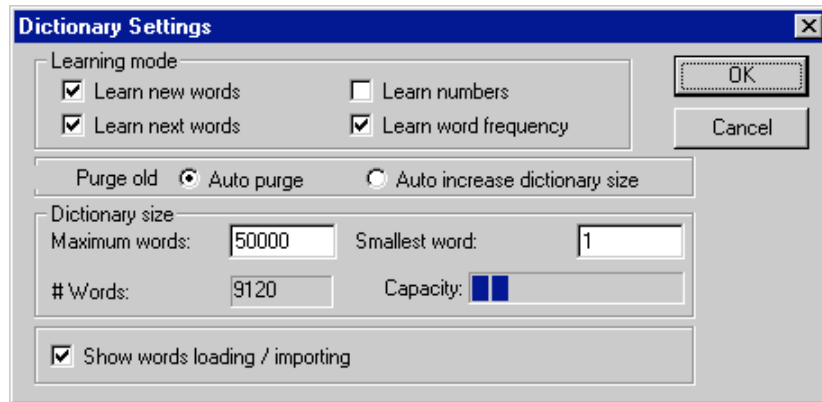 Dictionary Settings
Learning mode
Learn new words Learn numbers
OK
Learn next words Learn word frequency
Cancel
Purge old Auto purge Auto increase dictionary size
Dictionary size
Maximum words: 50000 Smallest word: 1
# Words: 9120 Capacity:
Show words loading / importing